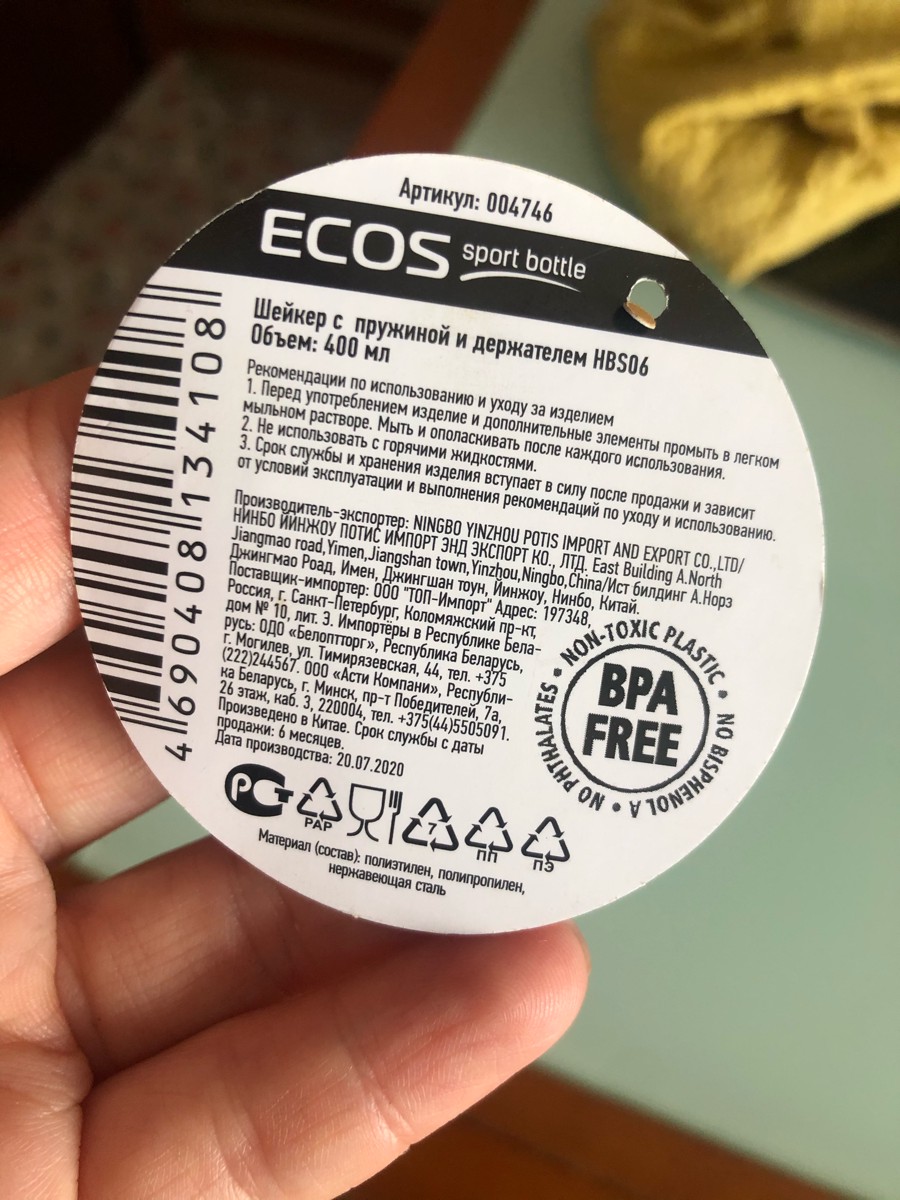 Артикул: 004746
ECOS sport bottle
Шейкер с пружиной и держателем HBS06
Объем: 400 мл
Рекомендации по использованию и уходу за изделием
1. Перед употреблением изделие и дополнительные элементы промыть в легком
мыльном растворе. Мыть и ополаскивать после каждого использования.
2. Не использовать с горячими жидкостями.
3. Срок службы и хранения изделия вступает в силу после продажи и зависит
от условий эксплуатации и выполнения рекомендаций по уходу и использованию.
Производитель-экспортер: NINGBO YINZHOU POTIS IMPORT AND EXPORT CO.,LTD/
НИНБО ЙИНЖОУ ПОТИС ИМПОРТ ЭНД ЭКСПОРТ КО., ЛТД. East Building A.North
Jiangmao road,Yimen,Jiangshan town,Yinzhou,Ningbo,China/Ист билдинг А.Норз
Джингмао Роад, Имен, Джингшан тоун, Йинжоу, Нинбо, Китай.
Поставщик-импортер: ООО "ТОП-Импорт" Адрес: 197348,
Россия, г. Санкт-Петербург, Коломяжский пр-кт,
дом № 10, лит. З. Импортёры в Республике Бела-
русь: ОДО «Белоптторг», Республика Беларусь,
г. Могилев, ул. Тимирязевская, 44, тел. +375
(222)244567. ООО «Асти Компани», Республи-
ка Беларусь, г. Минск, пр-т Победителей, 7а,
26 этаж, каб. 3, 220004, тел. +375(44)5505091.
Произведено в Китае. Срок службы с даты
продажи: 6 месяцев.
Дата производства: 20.07.2020
NON-TOXIC PLASTIC • NO BISPHENOL A • NO PHTHALATES •
BPA
FREE
РСТ
PAP
7
ПП
ПЭ
Материал (состав): полиэтилен, полипропилен,
нержавеющая сталь
4 690408 134108